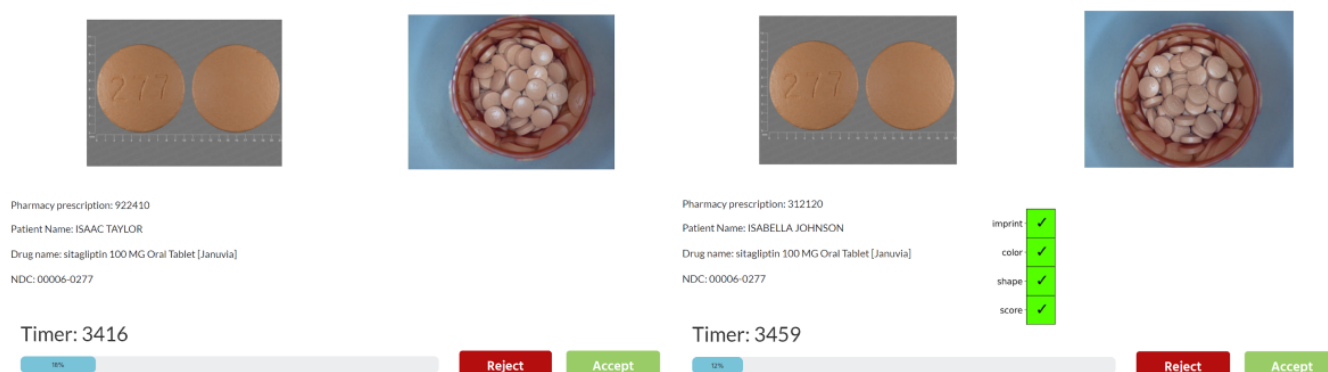 277
Pharmacy prescription: 922410
Patient Name: ISAAC TAYLOR
Drug name: sitagliptin 100 MG Oral Tablet [Januvia]
NDC: 00006-0277
Timer: 3416
18%
Reject
Accept
277
Pharmacy prescription: 312120
Patient Name: ISABELLA JOHNSON
Drug name: sitagliptin 100 MG Oral Tablet [Januvia]
NDC: 00006-0277
imprint ✓
color ✓
shape ✓
score ✓
Timer: 3459
12%
Reject
Accept